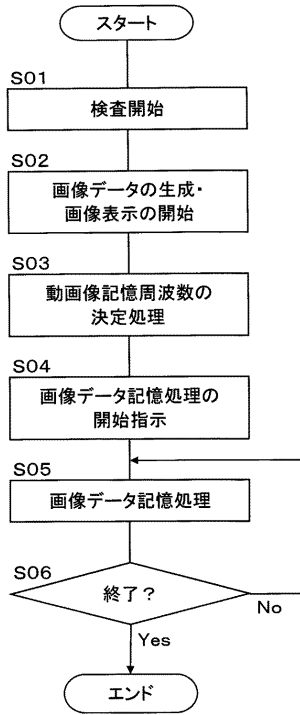 スタート
S01
検査開始
S02
画像データの生成・
画像表示の開始
S03
動画像記憶周波数の
決定処理
S04
画像データ記憶処理の
開始指示
S05
画像データ記憶処理
S06
終了？
No
Yes
エンド